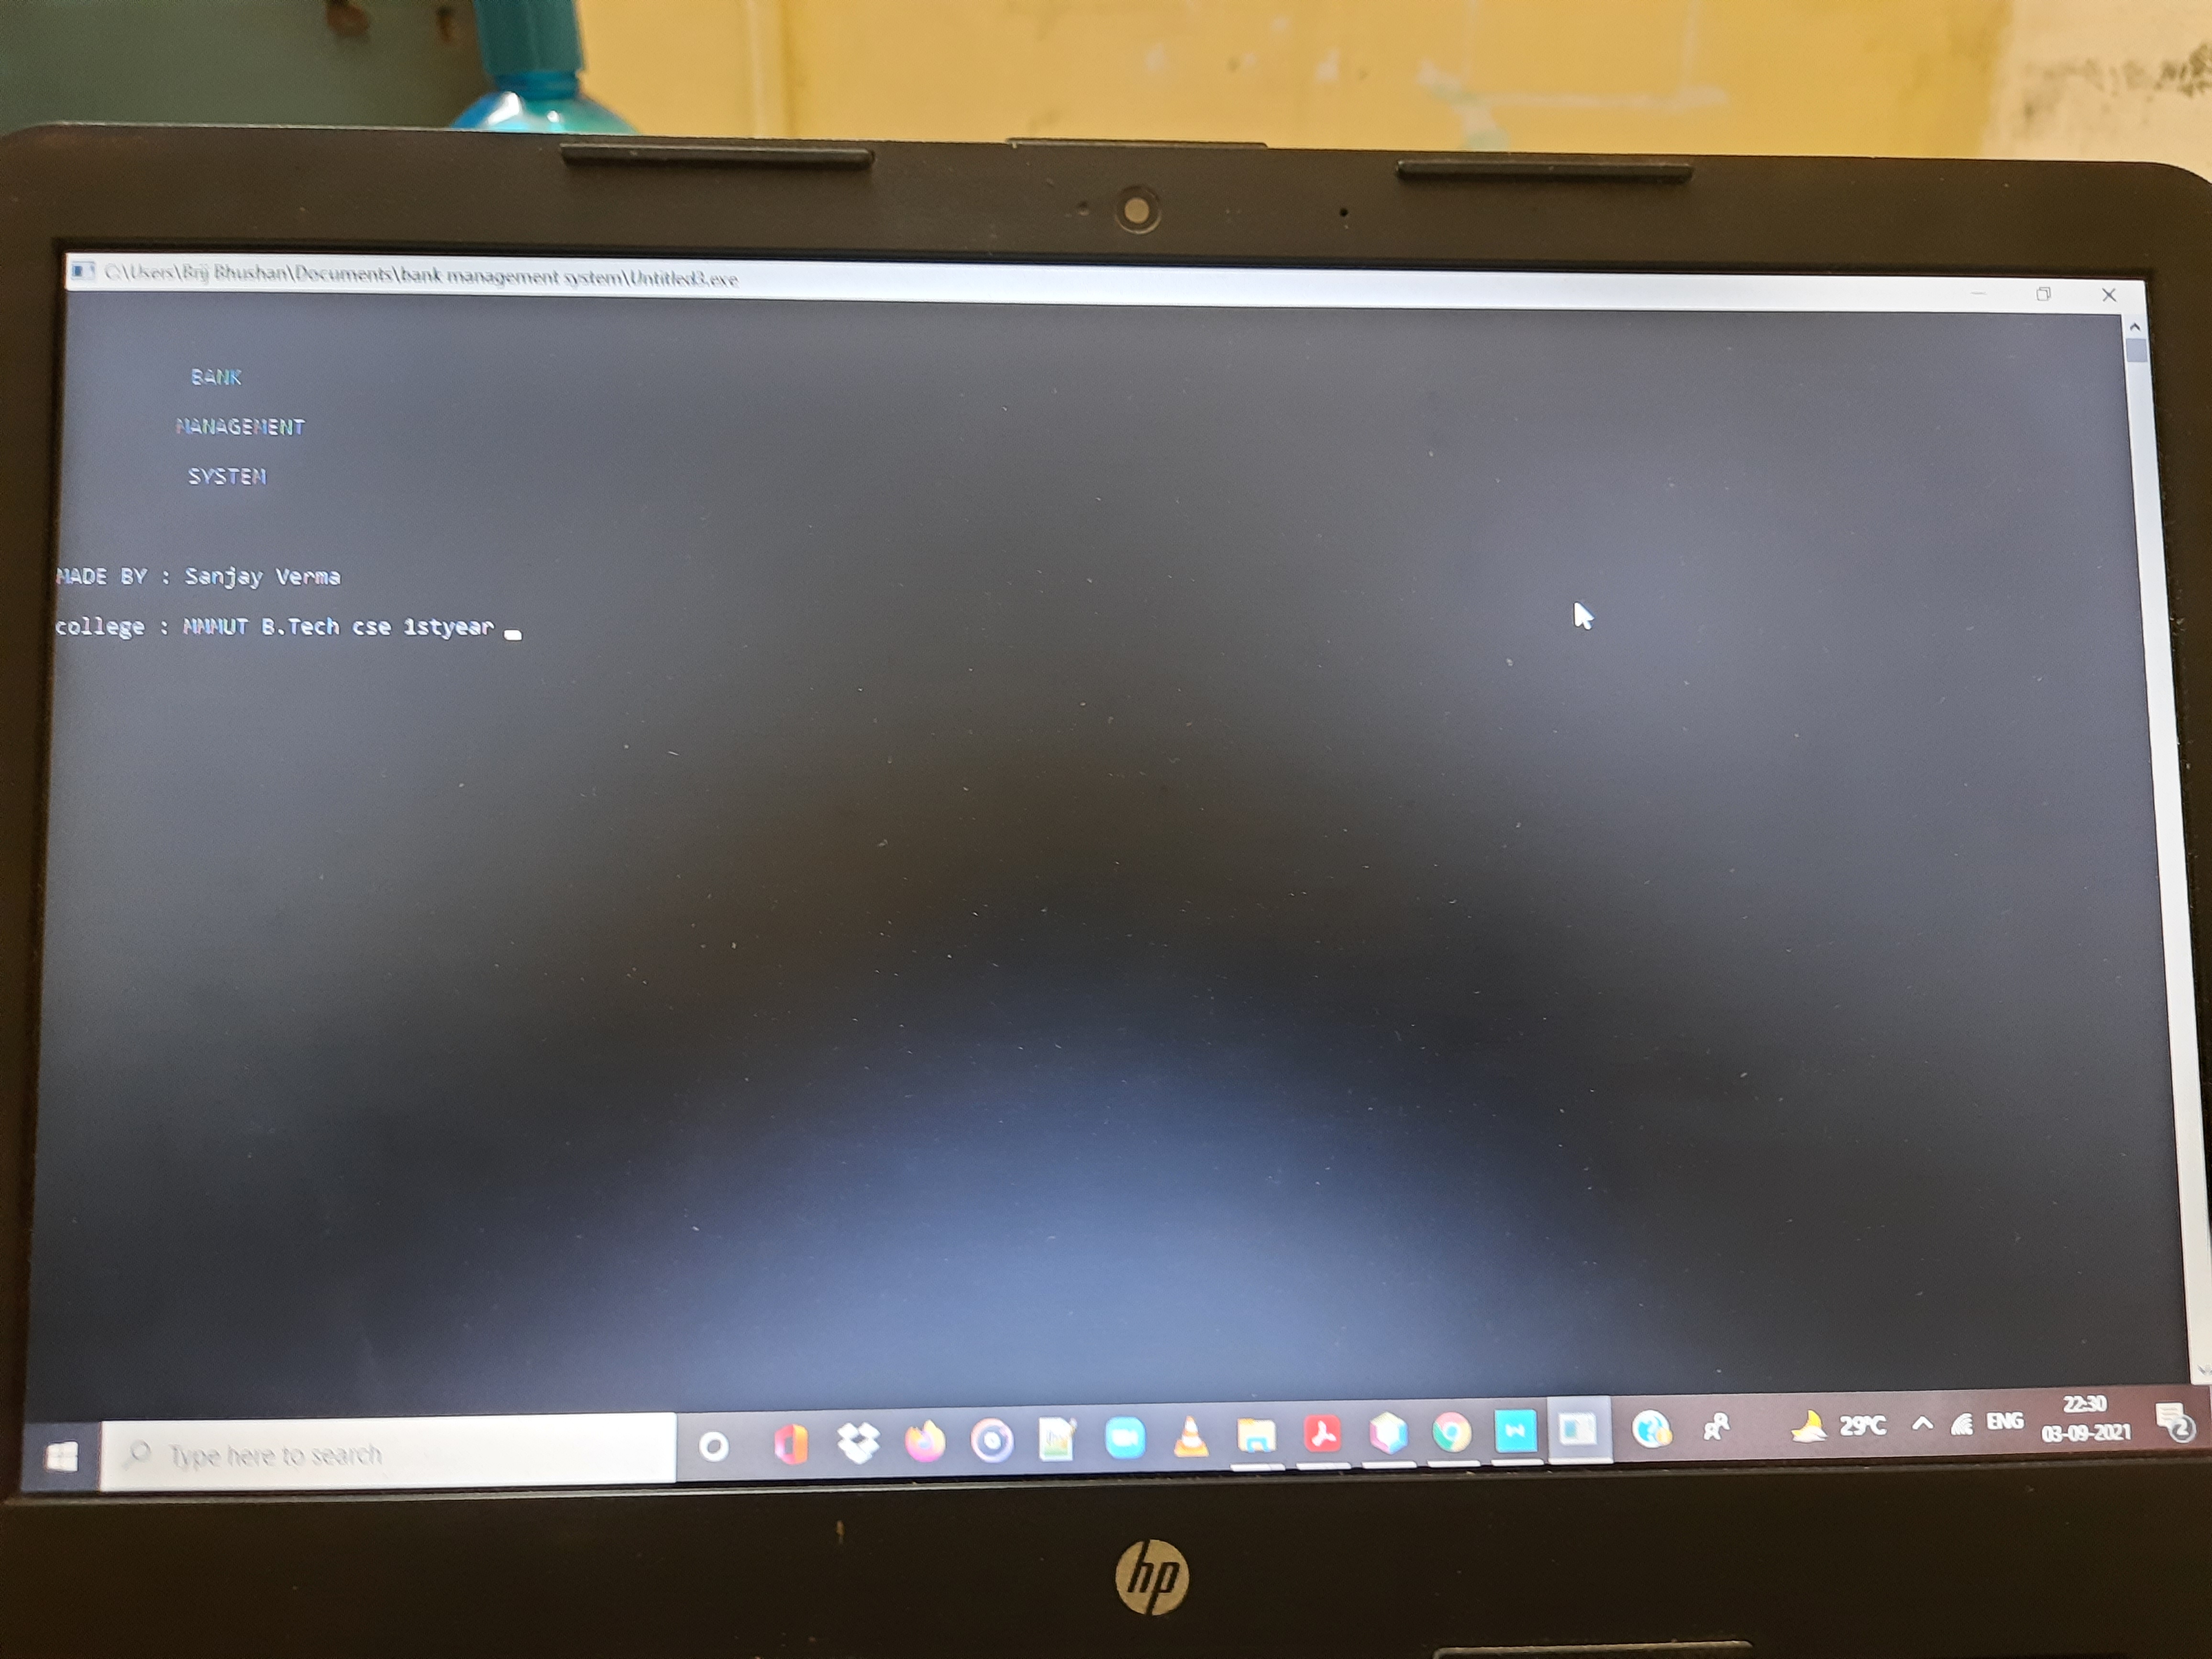 C:\Users\Brij Bhushan\Documents\bank management system\Untitled3.exe
BANK
MANAGEMENT
SYSTEM
MADE BY : Sanjay Verma
college : MMMUT B.Tech cse 1styear
Type here to search
29°C
ENG
22:30
03-09-2021
2
hp